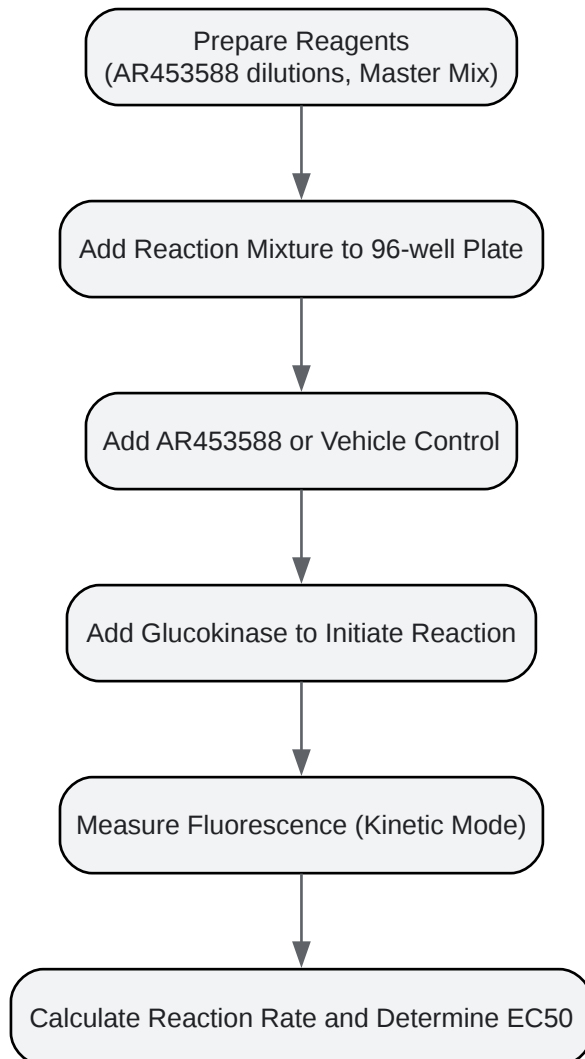 Prepare Reagents
(AR453588 dilutions, Master Mix)
Add Reaction Mixture to 96-well Plate
Add AR453588 or Vehicle Control
Add Glucokinase to Initiate Reaction
Measure Fluorescence (Kinetic Mode)
Calculate Reaction Rate and Determine EC50